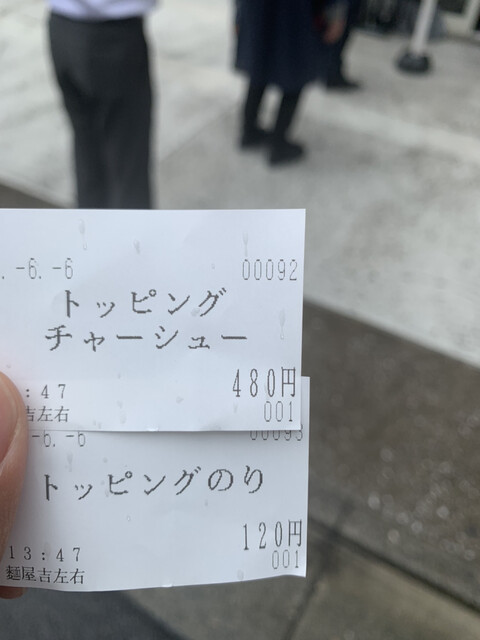 .-6.-6 00092
トッピング
チャーシュー
480円
:47 001
吉左右
-6.-6 00093
トッピングのり
120円
13:47 001
麺屋吉左右